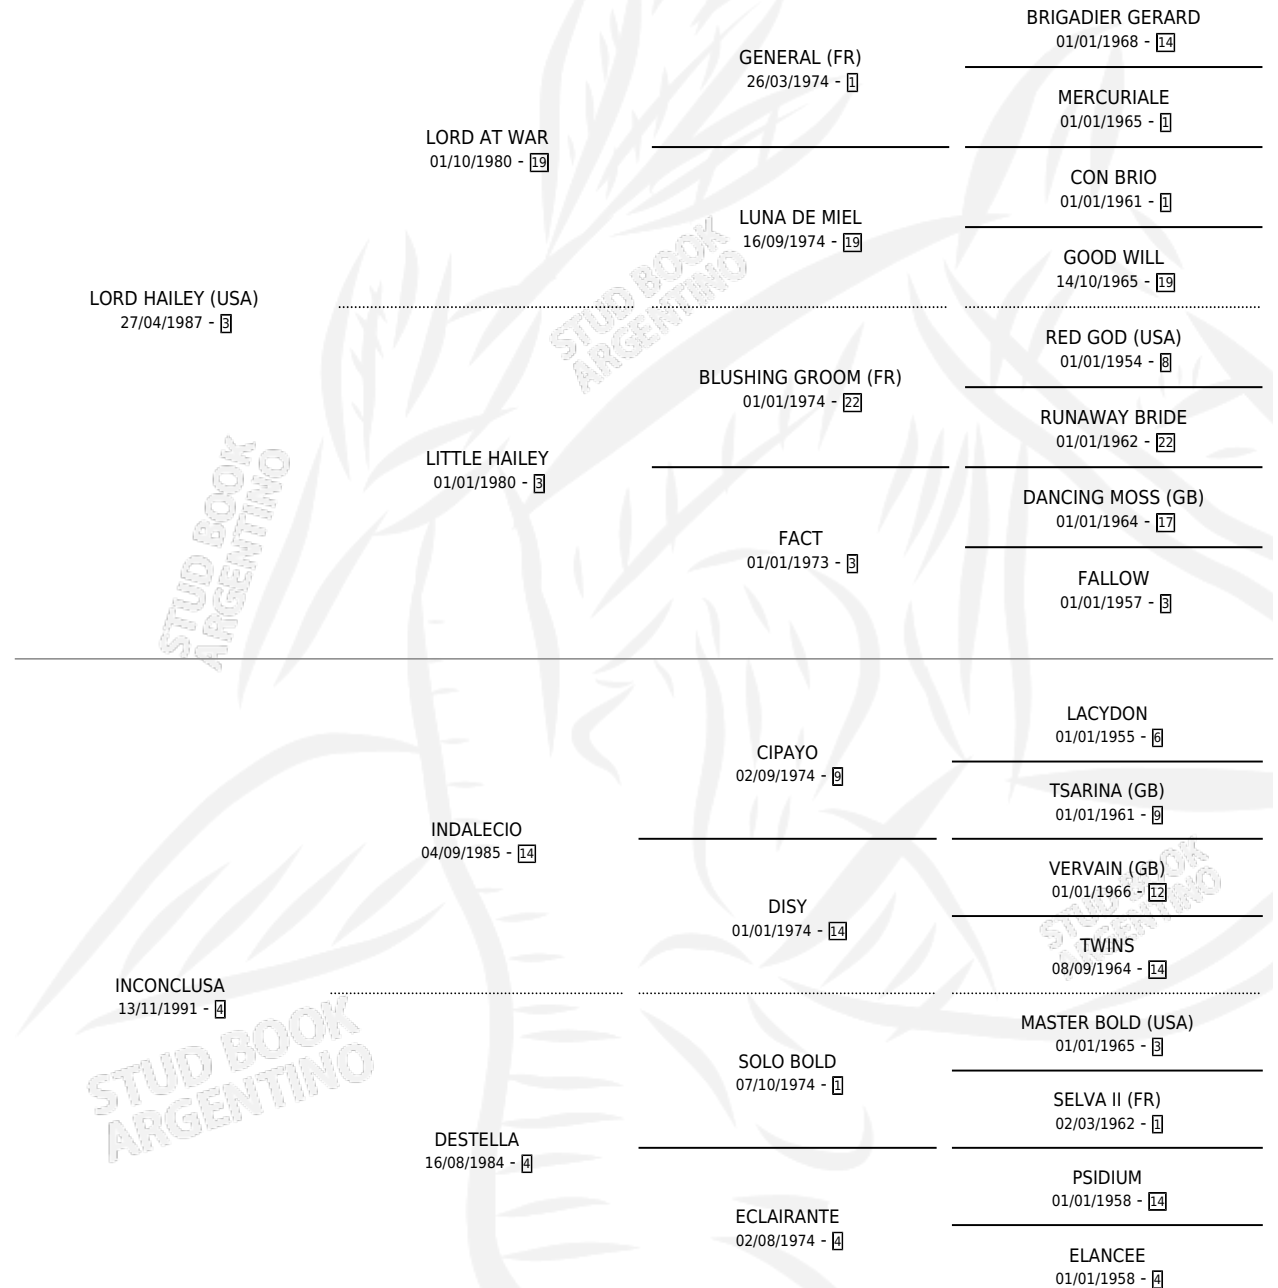 BRIGADIER GERARD
01/01/1968 - 14
GENERAL (FR)
26/03/1974 - 1
MERCURIALE
01/01/1965 - 1
LORD AT WAR
01/10/1980 - 19
CON BRIO
01/01/1961 - 1
LUNA DE MIEL
16/09/1974 - 19
GOOD WILL
14/10/1965 - 19
LORD HAILEY (USA)
27/04/1987 - 3
RED GOD (USA)
01/01/1954 - 8
BLUSHING GROOM (FR)
01/01/1974 - 22
RUNAWAY BRIDE
01/01/1962 - 22
LITTLE HAILEY
01/01/1980 - 3
DANCING MOSS (GB)
01/01/1964 - 17
FACT
01/01/1973 - 3
FALLOW
01/01/1957 - 3
LACYDON
01/01/1955 - 6
CIPAYO
02/09/1974 - 9
TSARINA (GB)
01/01/1961 - 9
INDALECIO
04/09/1985 - 14
VERVAIN (GB)
01/01/1966 - 12
DISY
01/01/1974 - 14
TWINS
08/09/1964 - 14
INCONCLUSA
13/11/1991 - 4
MASTER BOLD (USA)
01/01/1965 - 3
SOLO BOLD
07/10/1974 - 1
SELVA II (FR)
02/03/1962 - 1
DESTELLA
16/08/1984 - 4
PSIDIUM
01/01/1958 - 14
ECLAIRANTE
02/08/1974 - 4
ELANCEE
01/01/1958 - 4
STUD BOOK
ARGENTINO
STUD BOOK
ARGENTINO
STUD BOOK
ARGENTINO
STUD BOOK
ARGENTINO